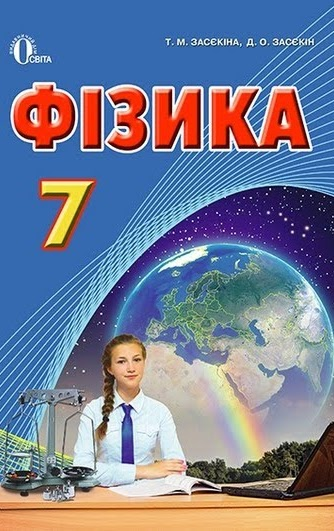 Т. М. ЗАСЄКІНА, Д. О. ЗАСЄКІН
ОСВІТА
ФІЗИКА
7